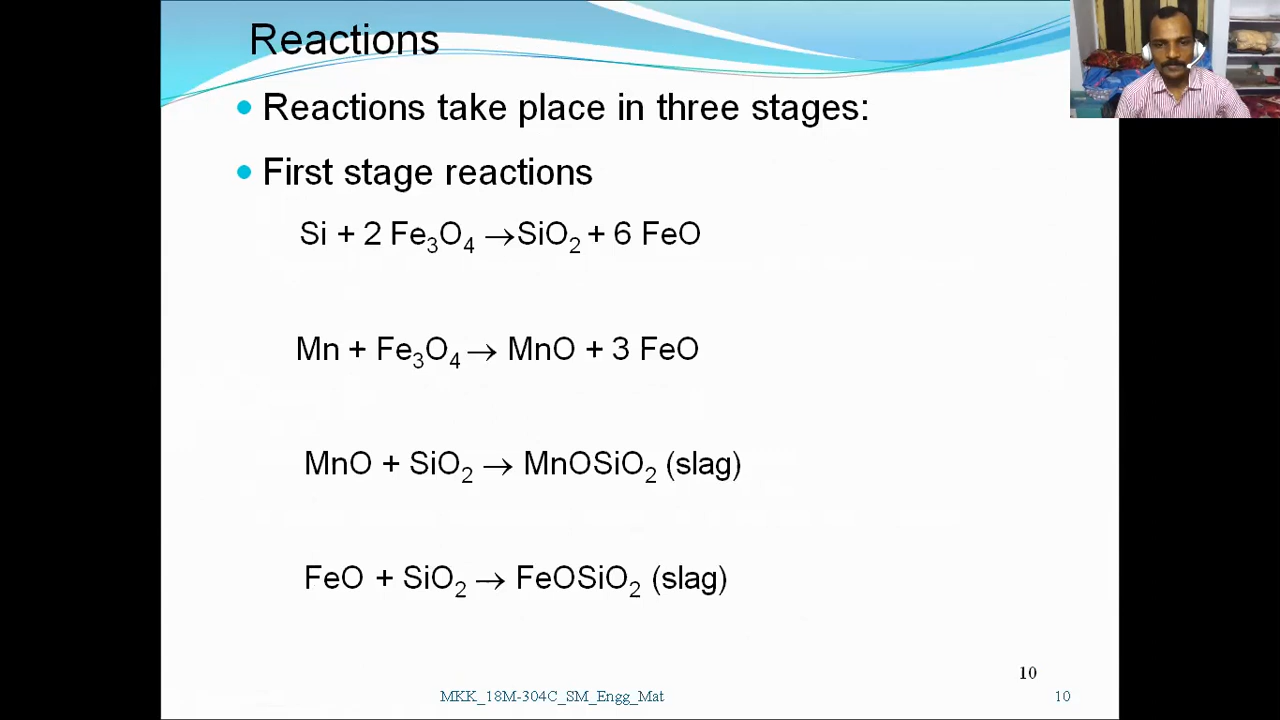 Reactions
• Reactions take place in three stages:
• First stage reactions
Si + 2 Fe₃O₄ →SiO₂ + 6 FeO
Mn + Fe₃O₄ → MnO + 3 FeO
MnO + SiO₂ → MnOSiO₂ (slag)
FeO + SiO₂ → FeOSiO₂ (slag)
10
MKK_18M-304C_SM_Engg_Mat 10